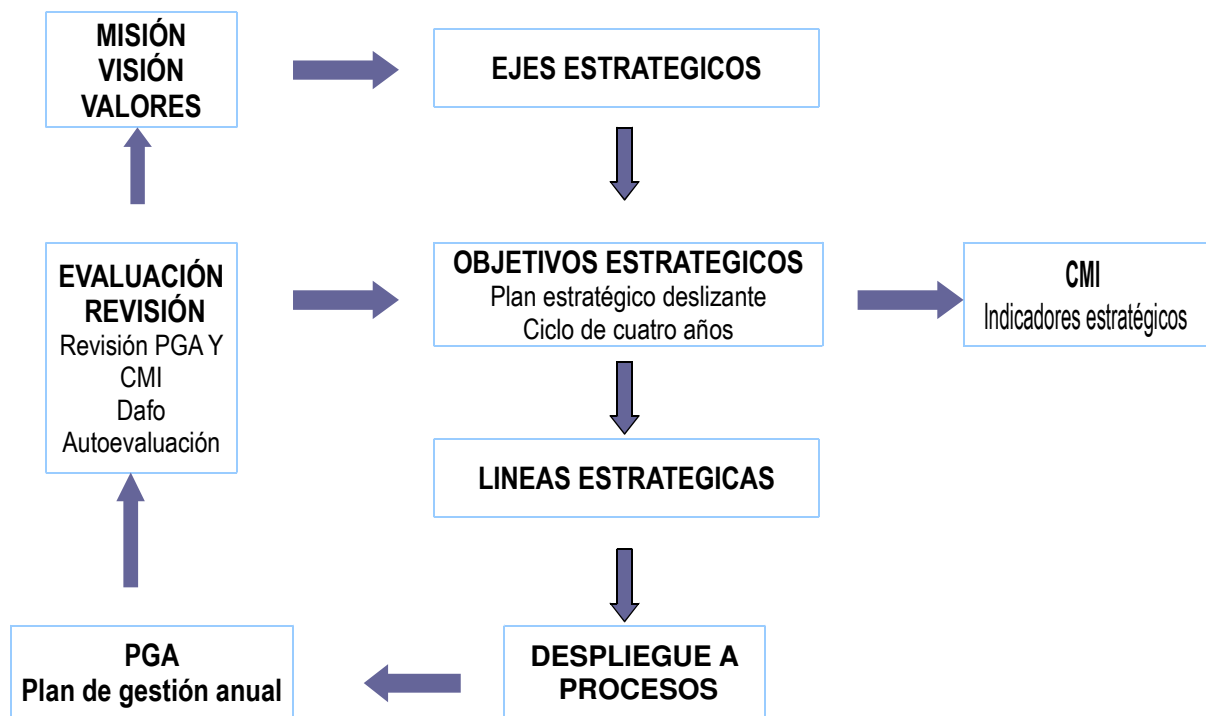 MISIÓN
VISIÓN
VALORES
EJES ESTRATEGICOS
EVALUACIÓN
REVISIÓN
Revisión PGA Y
CMI
Dafo
Autoevaluación
OBJETIVOS ESTRATEGICOS
Plan estratégico deslizante
Ciclo de cuatro años
CMI
Indicadores estratégicos
LINEAS ESTRATEGICAS
PGA
Plan de gestión anual
DESPLIEGUE A
PROCESOS